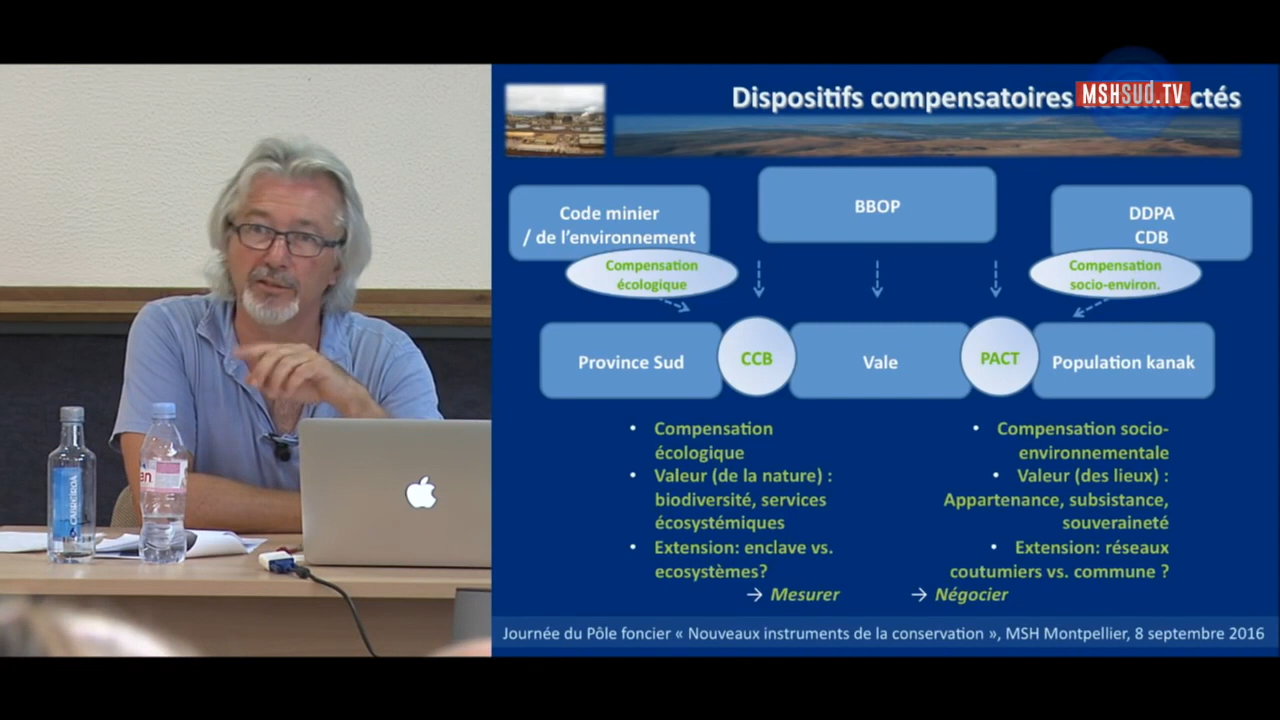 Dispositifs compensatoires
MSHSUD.TV
ctés
Code minier
/ de l'environnement
BBOP
DDPA
CDB
Compensation
écologique
Compensation
socio-environ.
Province Sud
CCB
Vale
PACT
Population kanak
• Compensation
écologique
• Valeur (de la nature) :
biodiversité, services
écosystémiques
• Extension: enclave vs.
ecosystèmes?
→ Mesurer
• Compensation socio-
environnementale
• Valeur (des lieux) :
Appartenance, subsistance,
souveraineté
• Extension: réseaux
coutumiers vs. commune ?
→ Négocier
Journée du Pôle foncier « Nouveaux instruments de la conservation », MSH Montpellier, 8 septembre 2016
CABREIROÁ